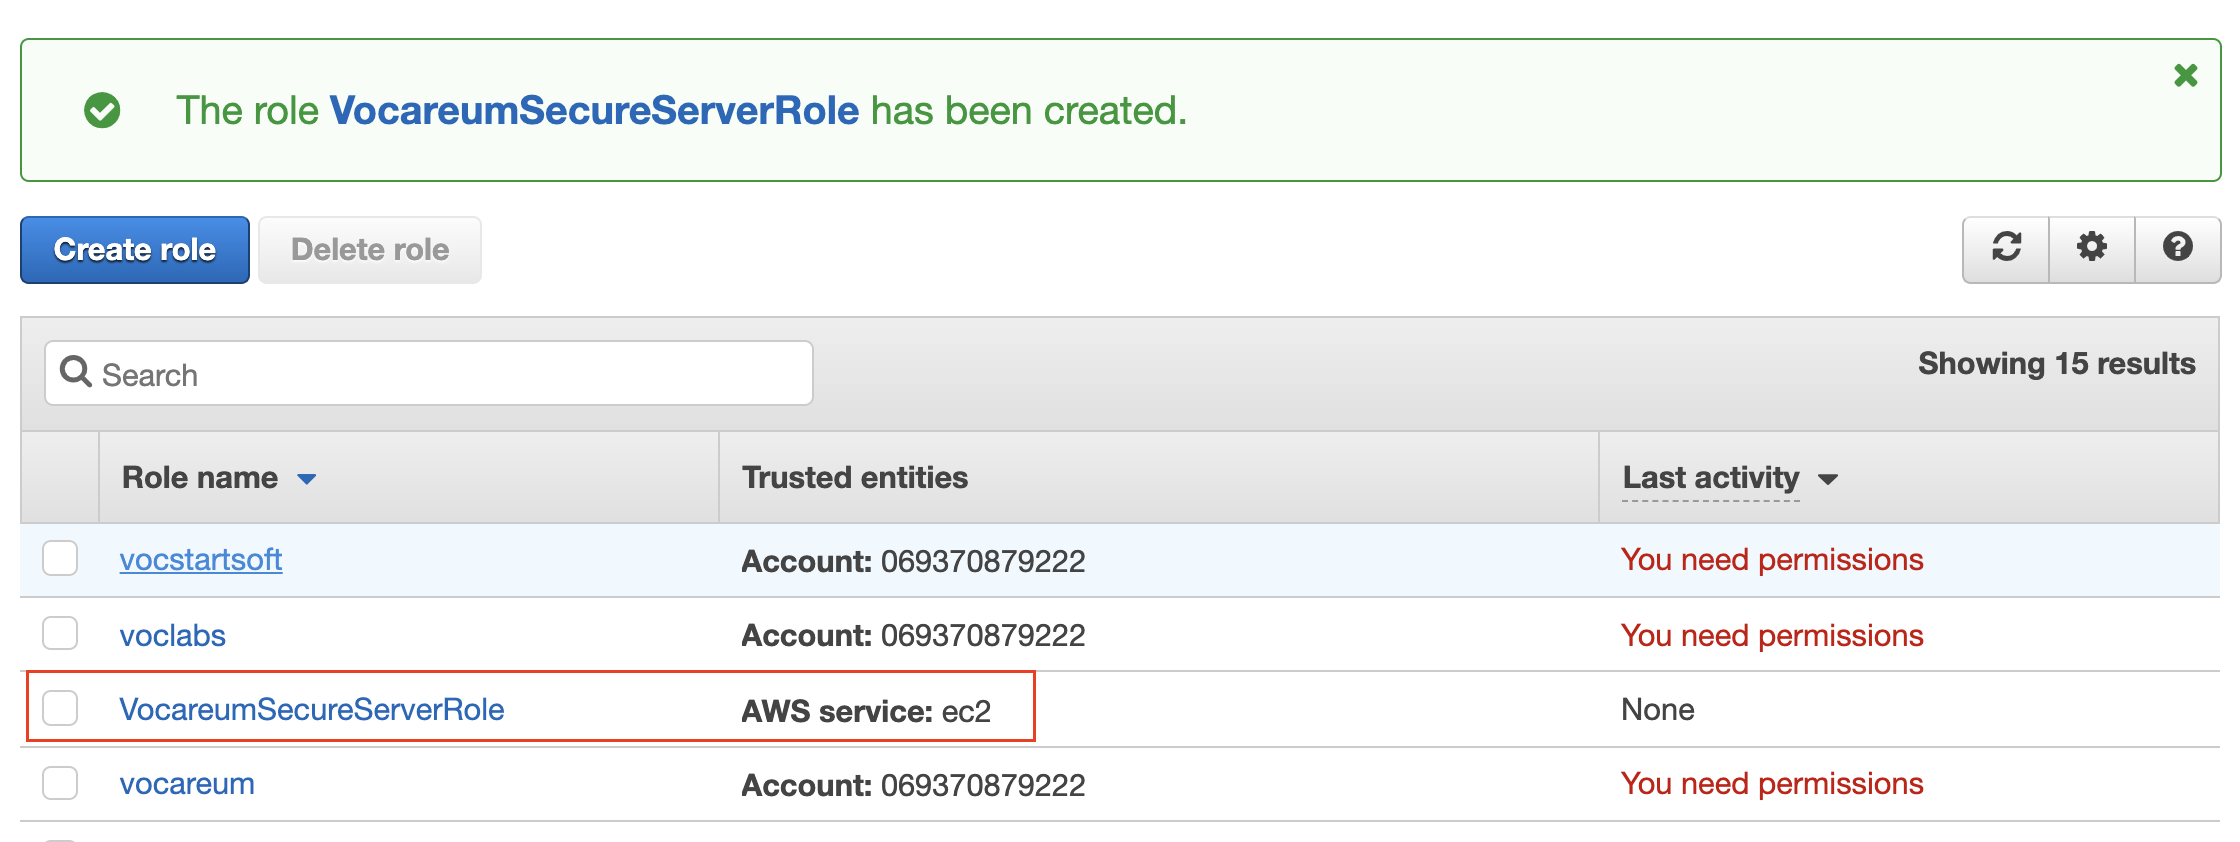 The role VocareumSecureServerRole has been created.
Create role Delete role
Search
Showing 15 results
Role name Trusted entities Last activity
vocstartsoft Account: 069370879222 You need permissions
voclabs Account: 069370879222 You need permissions
VocareumSecureServerRole AWS service: ec2 None
vocareum Account: 069370879222 You need permissions